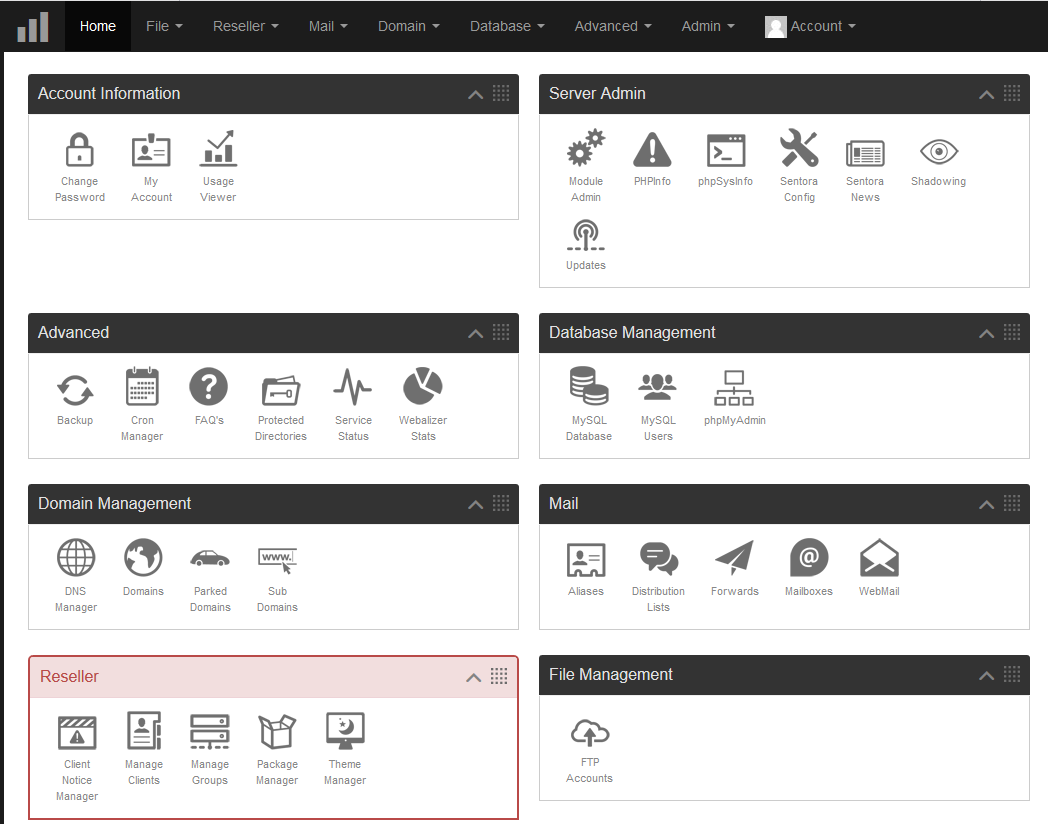 Home File Reseller Mail Domain Database Advanced Admin Account
Account Information
Change
Password
My
Account
Usage
Viewer
Server Admin
Module
Admin
PHPInfo
phpSysInfo
Sentora
Config
Sentora
News
Shadowing
Updates
Advanced
Backup
Cron
Manager
FAQ's
Protected
Directories
Service
Status
Webalizer
Stats
Database Management
MySQL
Database
MySQL
Users
phpMyAdmin
Domain Management
DNS
Manager
Domains
Parked
Domains
www.
Sub
Domains
Mail
Aliases
Distribution
Lists
Forwards
@
Mailboxes
WebMail
Reseller
Client
Notice
Manager
Manage
Clients
Manage
Groups
Package
Manager
Theme
Manager
File Management
FTP
Accounts